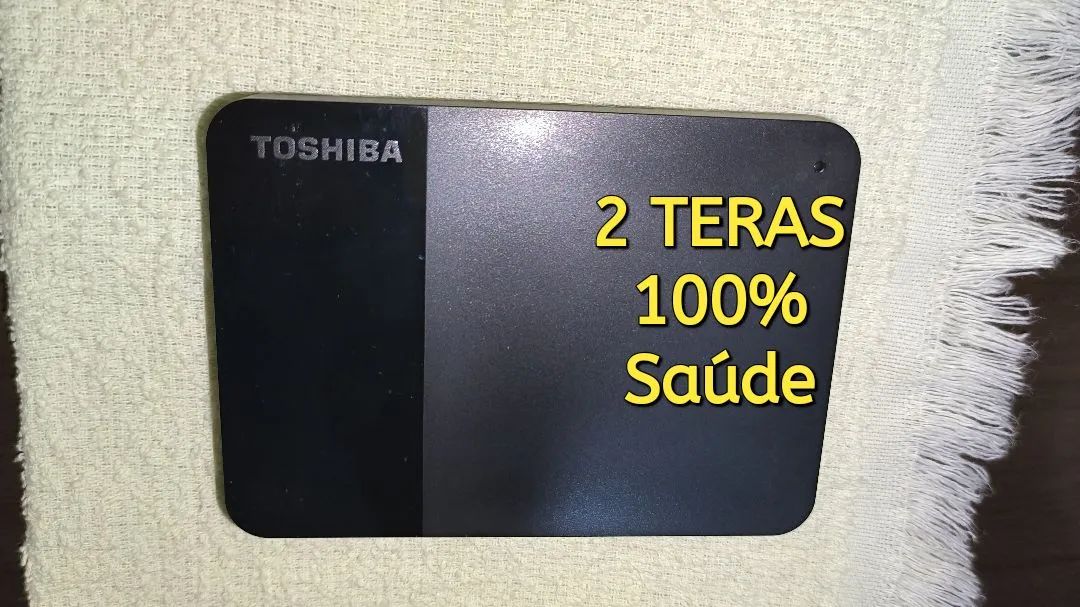 TOSHIBA
2 TERAS
100%
Saúde